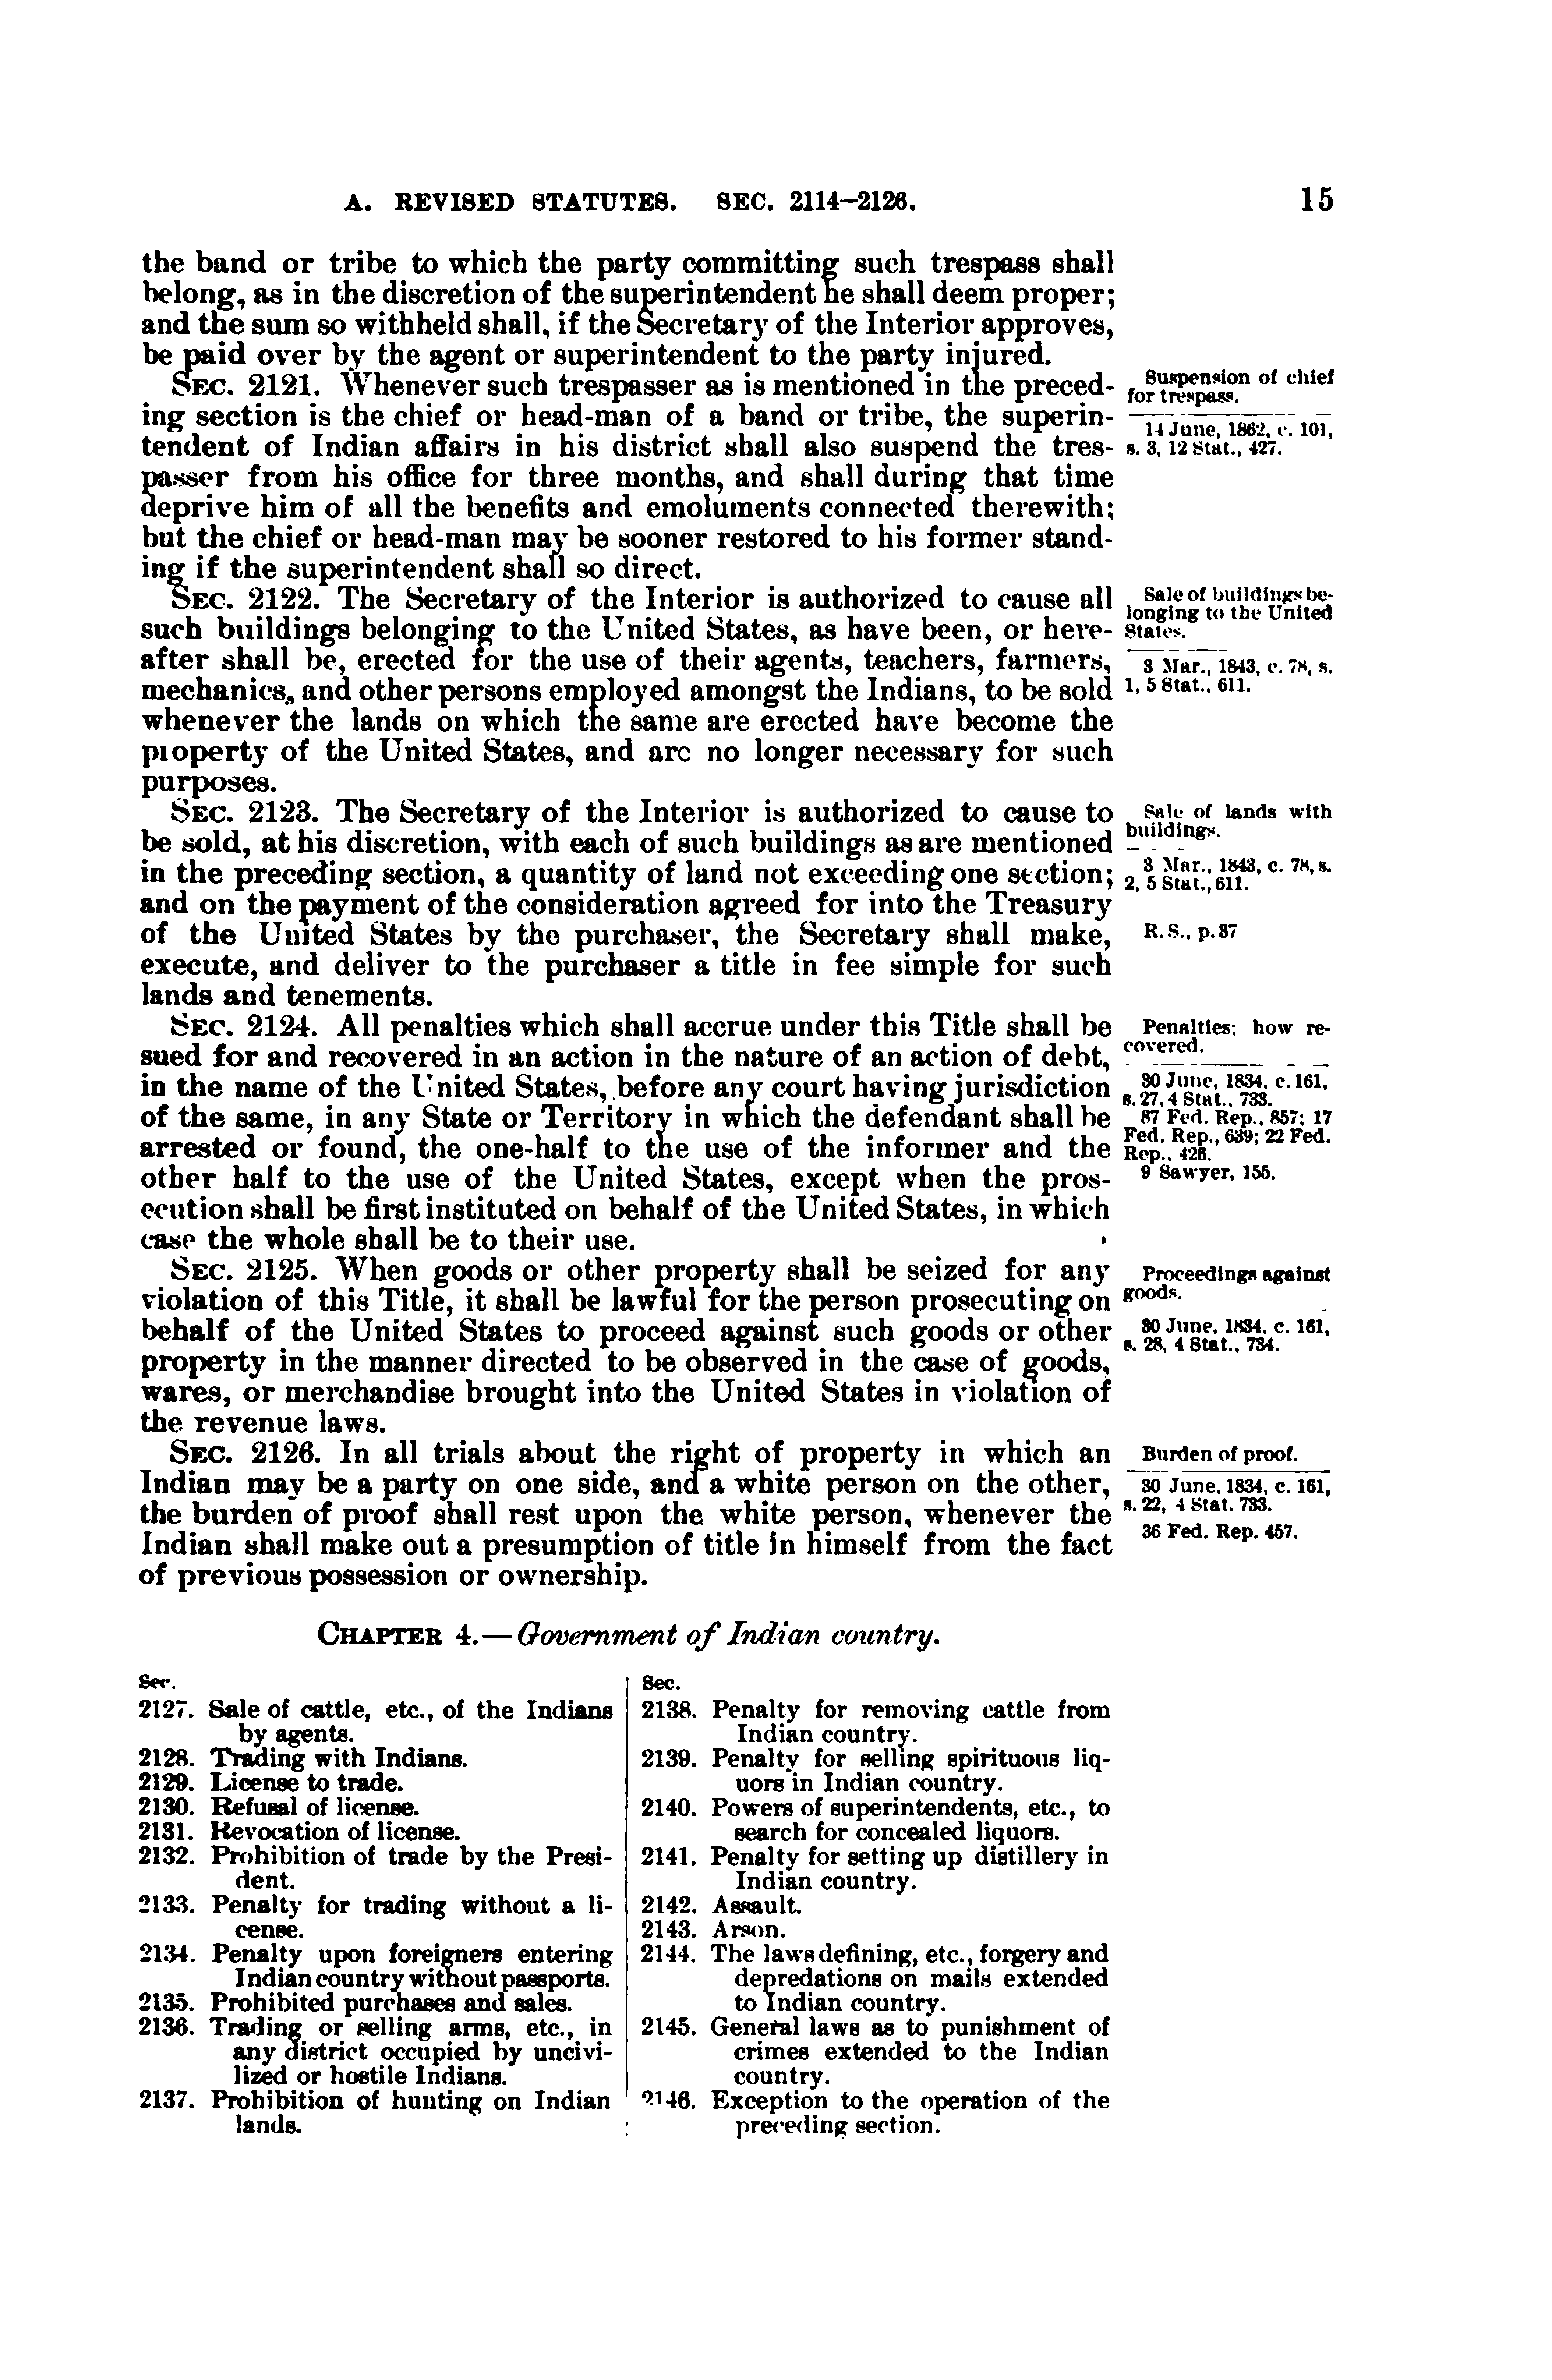 A. REVISED STATUTES. SEC. 2114–2126. 15
the band or tribe to which the party committing such trespass shall
belong, as in the discretion of the superintendent he shall deem proper;
and the sum so withheld shall, if the Secretary of the Interior approves,
be paid over by the agent or superintendent to the party injured.
SEC. 2121. Whenever such trespasser as is mentioned in the preced-
ing section is the chief or head-man of a band or tribe, the superin-
tendent of Indian affairs in his district shall also suspend the tres-
passer from his office for three months, and shall during that time
deprive him of all the benefits and emoluments connected therewith;
but the chief or head-man may be sooner restored to his former stand-
ing if the superintendent shall so direct.
Suspension of chief
for trespass.
14 June, 1862, c. 101,
s. 3, 12 Stat., 427.
SEC. 2122. The Secretary of the Interior is authorized to cause all
such buildings belonging to the United States, as have been, or here-
after shall be, erected for the use of their agents, teachers, farmers,
mechanics, and other persons employed amongst the Indians, to be sold
whenever the lands on which the same are erected have become the
property of the United States, and are no longer necessary for such
purposes.
Sale of buildings be-
longing to the United
States.
3 Mar., 1843, c. 78, s.
1, 5 Stat., 611.
SEC. 2123. The Secretary of the Interior is authorized to cause to
be sold, at his discretion, with each of such buildings as are mentioned
in the preceding section, a quantity of land not exceeding one section;
and on the payment of the consideration agreed for into the Treasury
of the United States by the purchaser, the Secretary shall make,
execute, and deliver to the purchaser a title in fee simple for such
lands and tenements.
Sale of lands with
buildings.
3 Mar., 1843, c. 78, s.
2, 5 Stat., 611.
R. S., p. 37
SEC. 2124. All penalties which shall accrue under this Title shall be
sued for and recovered in an action in the nature of an action of debt,
in the name of the United States, before any court having jurisdiction
of the same, in any State or Territory in which the defendant shall be
arrested or found, the one-half to the use of the informer and the
other half to the use of the United States, except when the pros-
ecution shall be first instituted on behalf of the United States, in which
case the whole shall be to their use.
Penalties; how re-
covered.
30 June, 1834, c. 161,
s. 27, 4 Stat., 733.
37 Fed. Rep., 857; 17
Fed. Rep., 639; 22 Fed.
Rep., 426.
9 Sawyer, 155.
SEC. 2125. When goods or other property shall be seized for any
violation of this Title, it shall be lawful for the person prosecuting on
behalf of the United States to proceed against such goods or other
property in the manner directed to be observed in the case of goods,
wares, or merchandise brought into the United States in violation of
the revenue laws.
Proceedings against
goods.
30 June, 1834, c. 161,
s. 28, 4 Stat., 734.
SEC. 2126. In all trials about the right of property in which an
Indian may be a party on one side, and a white person on the other,
the burden of proof shall rest upon the white person, whenever the
Indian shall make out a presumption of title in himself from the fact
of previous possession or ownership.
Burden of proof.
30 June, 1834, c. 161,
s. 22, 4 Stat. 733.
36 Fed. Rep. 457.
CHAPTER 4.—Government of Indian country.
Sec.
2127. Sale of cattle, etc., of the Indians
by agents.
2128. Trading with Indians.
2129. License to trade.
2130. Refusal of license.
2131. Revocation of license.
2132. Prohibition of trade by the Presi-
dent.
2133. Penalty for trading without a li-
cense.
2134. Penalty upon foreigners entering
Indian country without passports.
2135. Prohibited purchases and sales.
2136. Trading or selling arms, etc., in
any district occupied by uncivi-
lized or hostile Indians.
2137. Prohibition of hunting on Indian
lands.
Sec.
2138. Penalty for removing cattle from
Indian country.
2139. Penalty for selling spirituous liq-
uors in Indian country.
2140. Powers of superintendents, etc., to
search for concealed liquors.
2141. Penalty for setting up distillery in
Indian country.
2142. Assault.
2143. Arson.
2144. The laws defining, etc., forgery and
depredations on mails extended
to Indian country.
2145. General laws as to punishment of
crimes extended to the Indian
country.
2146. Exception to the operation of the
preceding section.